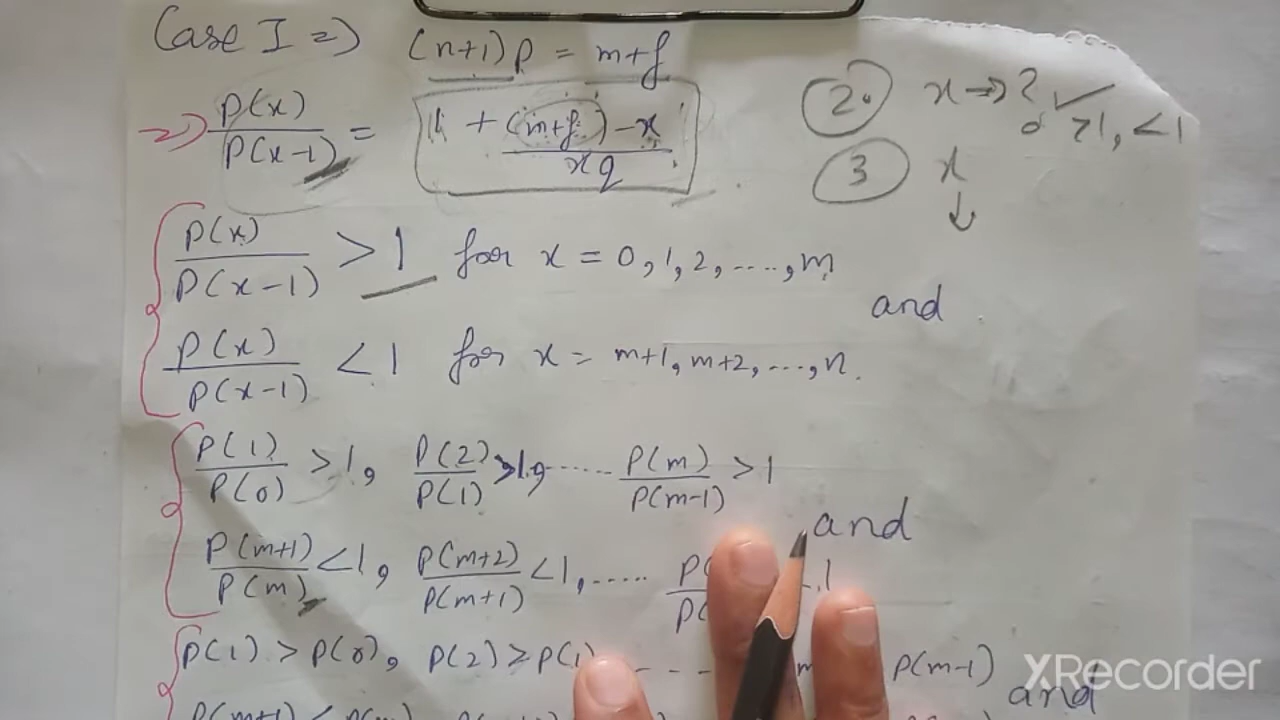 Case I => (n+1)p = m+f
=> P(x)/P(x-1) = 1 + (m+f)-x / xq
2. x → ? ✓ >1, <1
3 x ↓
P(x)/P(x-1) > 1 for x = 0, 1, 2, ...., m
and
P(x)/P(x-1) < 1 for x = m+1, m+2, ..., n.
P(1)/P(0) > 1, P(2)/P(1) > 1, ...... P(m)/P(m-1) > 1
and
P(m+1)/P(m) < 1, P(m+2)/P(m+1) < 1, ..... 1
P(1) > P(0), P(2) > P(1) - - - P(m-1)
and
XRecorder